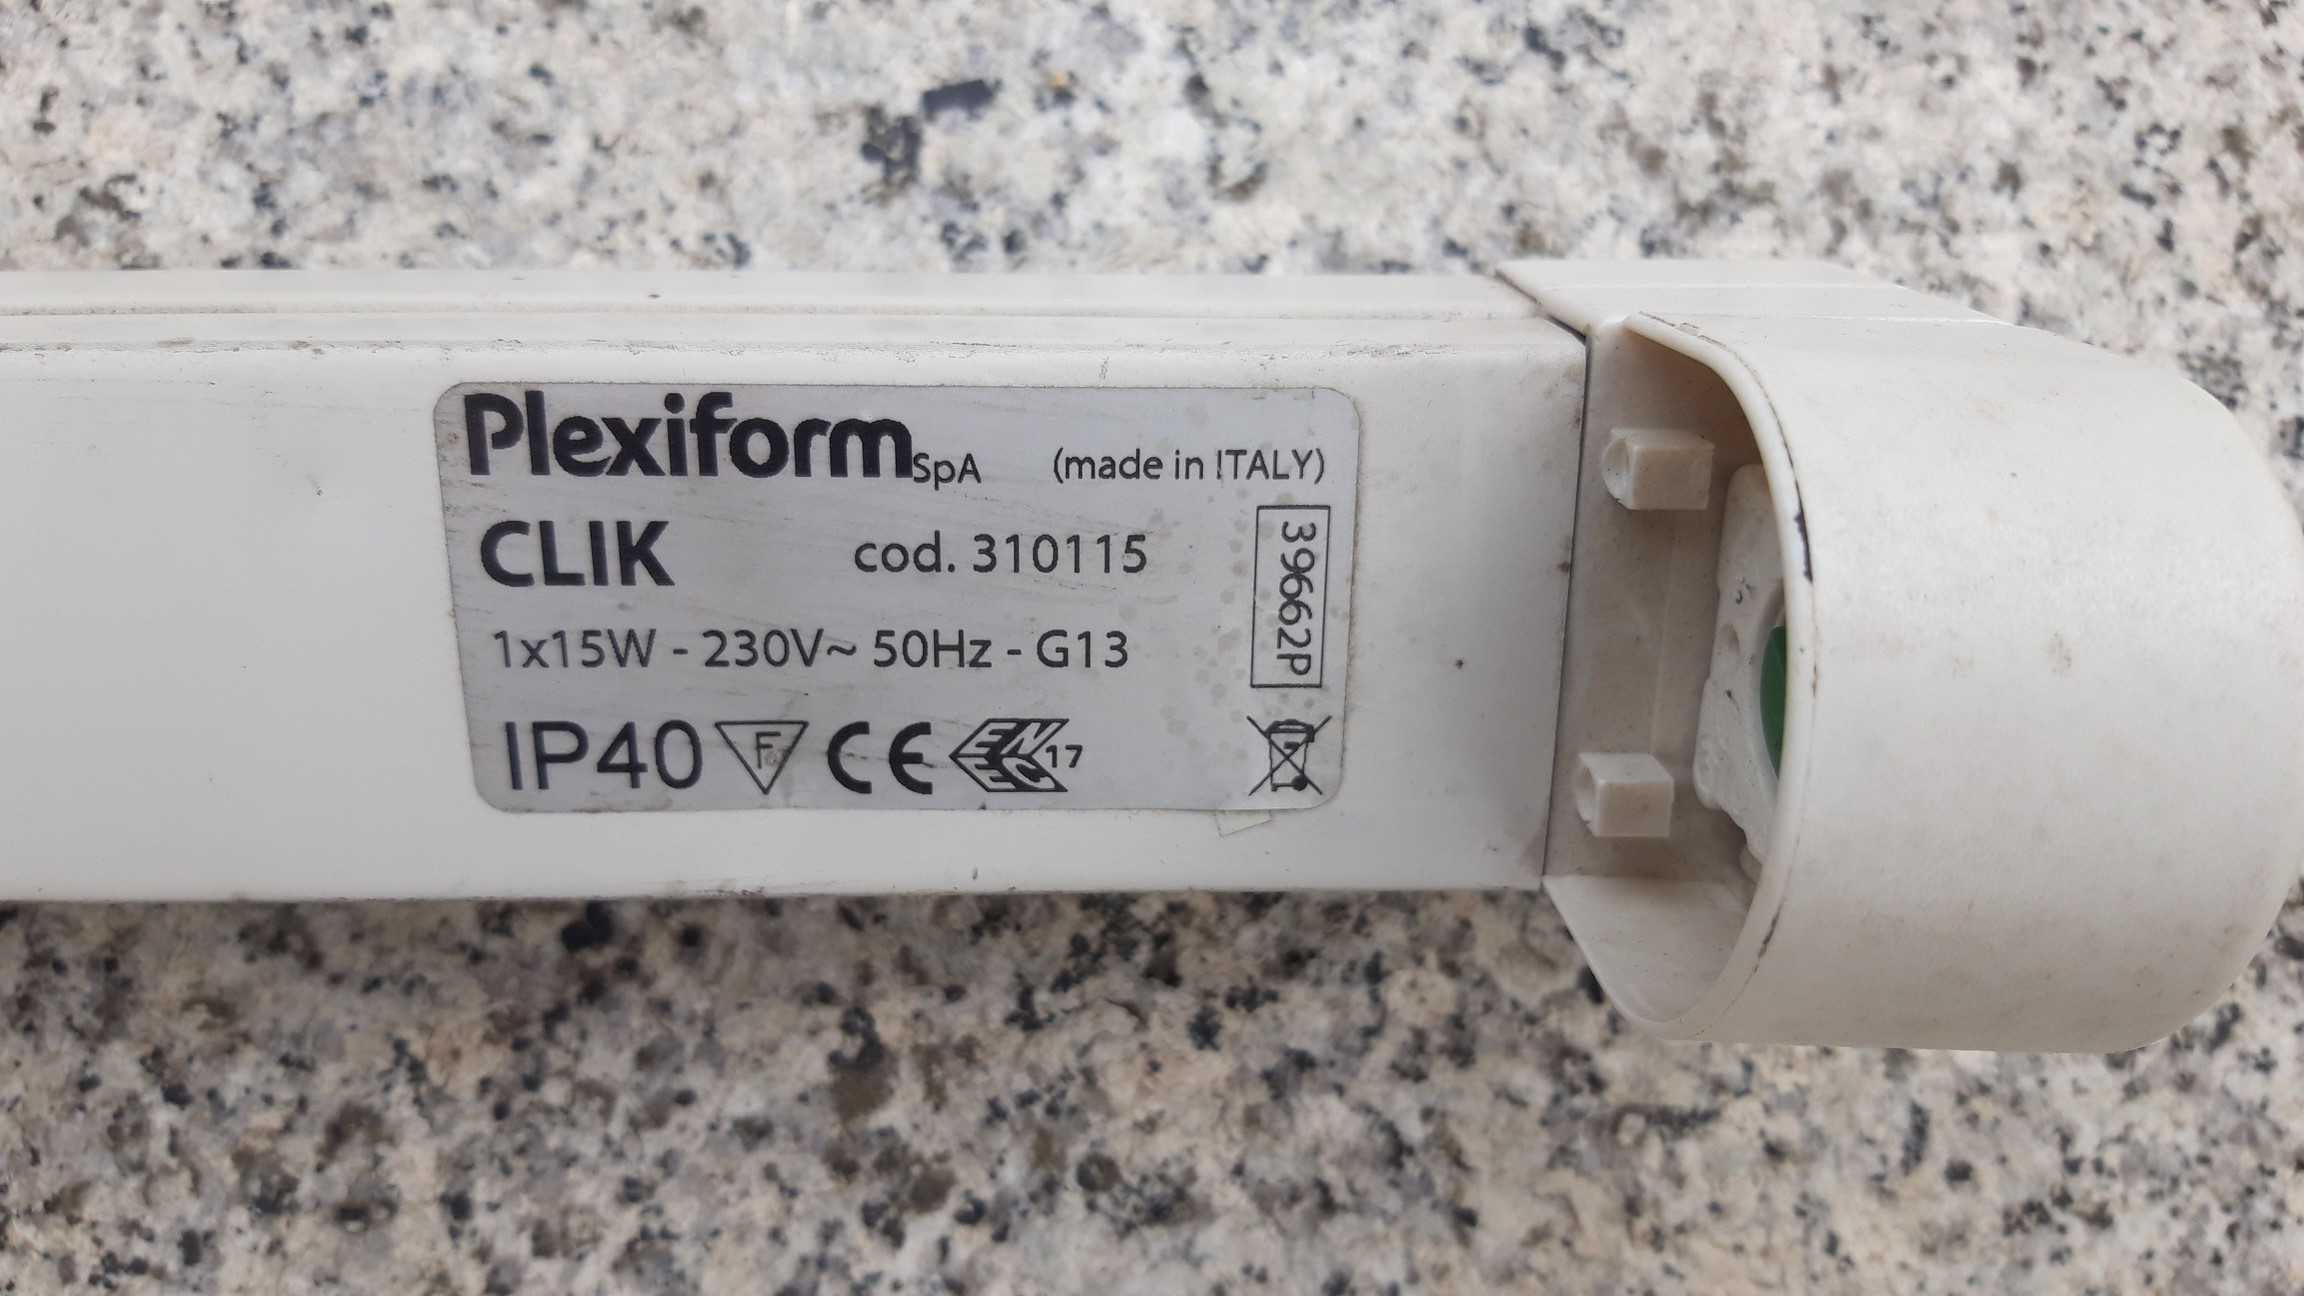 Plexiform SpA (made in ITALY)
CLIK cod. 310115
39662P
1x15W - 230V~ 50Hz - G13
IP40 F CE ENEC 17